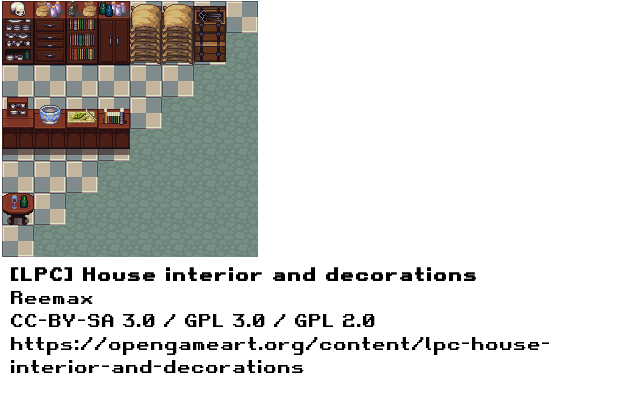 [LPC] House interior and decorations
Reemax
CC-BY-SA 3.0 / GPL 3.0 / GPL 2.0
https://opengameart.org/content/lpc-house-
interior-and-decorations